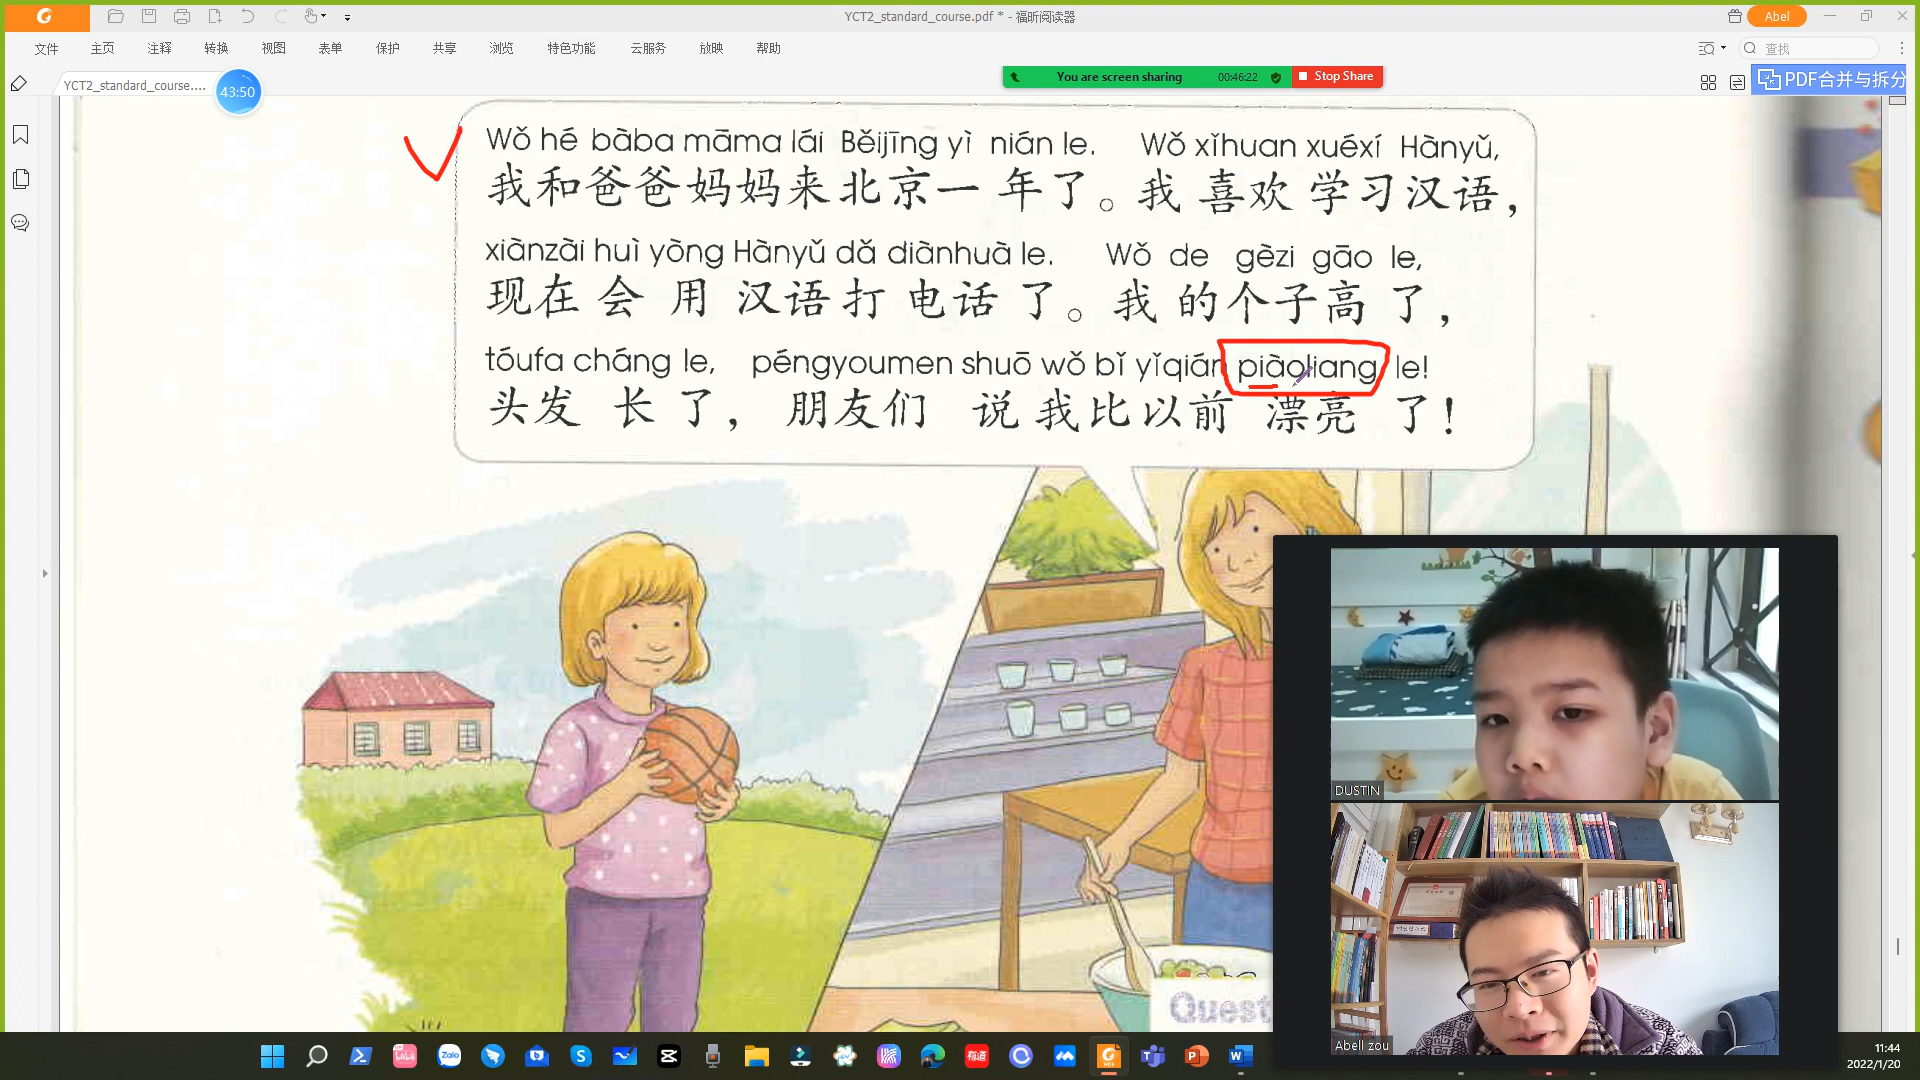 YCT2_standard_course.pdf * - 福昕阅读器
Abel
文件 主页 注释 转换 视图 表单 保护 共享 浏览 特色功能 云服务 放映 帮助
查找
YCT2_standard_course....
43:50
You are screen sharing 00:46:22 Stop Share
PDF合并与拆分
Wǒ hé bàba māma lái Běijīng yì nián le. Wǒ xǐhuan xuéxí Hànyǔ,
我和爸爸妈妈来北京一年了。我喜欢学习汉语，
xiànzài huì yòng Hànyǔ dǎ diànhuà le. Wǒ de gèzi gāo le,
现在会用汉语打电话了。我的个子高了，
tóufa cháng le, péngyoumen shuō wǒ bǐ yǐqián piàoliang le!
头发长了，朋友们说我比以前漂亮了！
Quest
DUSTIN
Abell zou
Zalo
有道
11:44
2022/1/20